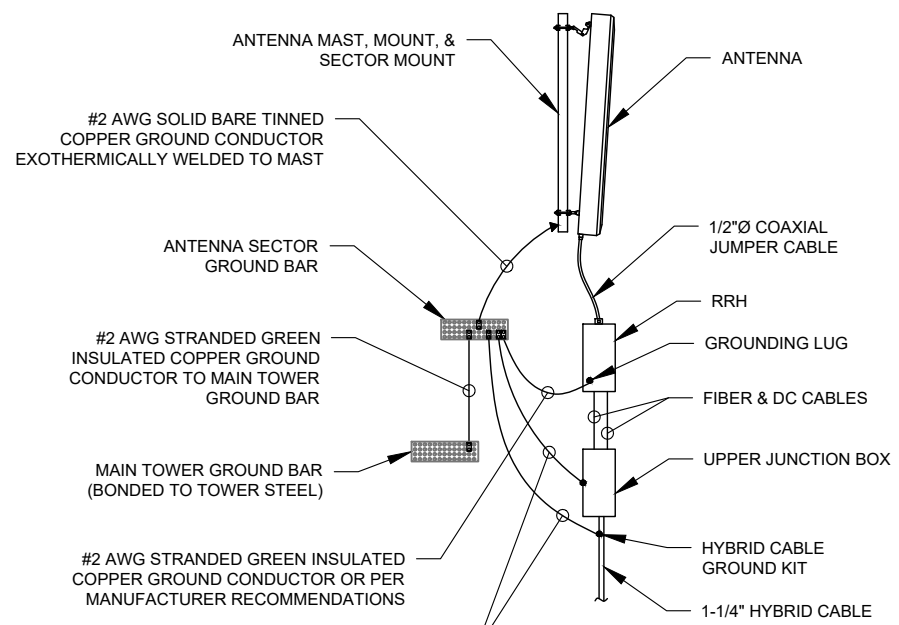 ANTENNA MAST, MOUNT, &
SECTOR MOUNT
ANTENNA
#2 AWG SOLID BARE TINNED
COPPER GROUND CONDUCTOR
EXOTHERMICALLY WELDED TO MAST
1/2"Ø COAXIAL
JUMPER CABLE
ANTENNA SECTOR
GROUND BAR
RRH
#2 AWG STRANDED GREEN
INSULATED COPPER GROUND
CONDUCTOR TO MAIN TOWER
GROUND BAR
GROUNDING LUG
FIBER & DC CABLES
MAIN TOWER GROUND BAR
(BONDED TO TOWER STEEL)
UPPER JUNCTION BOX
#2 AWG STRANDED GREEN INSULATED
COPPER GROUND CONDUCTOR OR PER
MANUFACTURER RECOMMENDATIONS
HYBRID CABLE
GROUND KIT
1-1/4" HYBRID CABLE